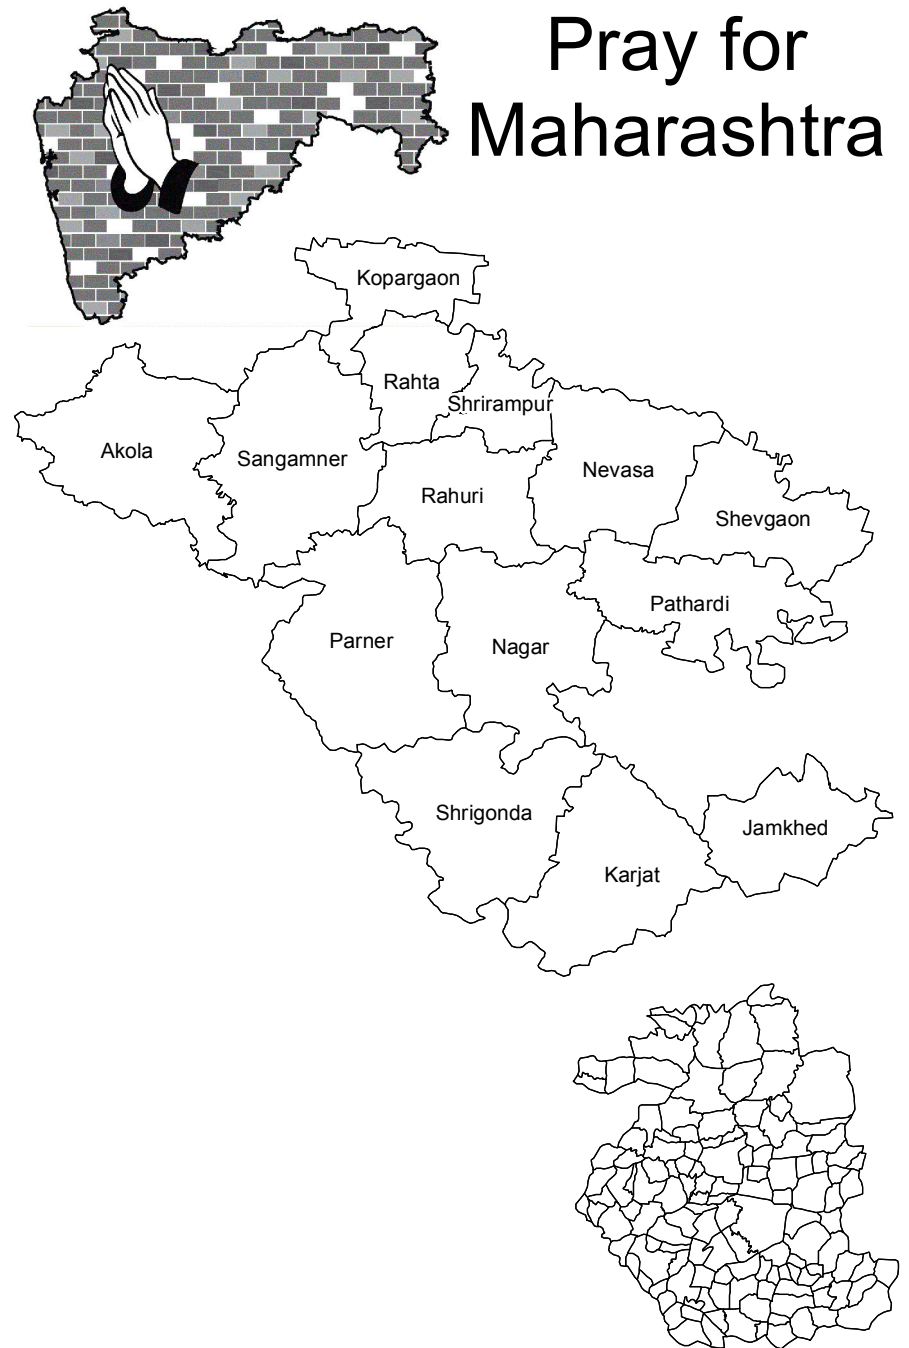 Pray for
Maharashtra
Kopargaon
Rahta
Shrirampur
Akola
Sangamner
Nevasa
Rahuri
Shevgaon
Pathardi
Parner
Nagar
Shrigonda
Jamkhed
Karjat